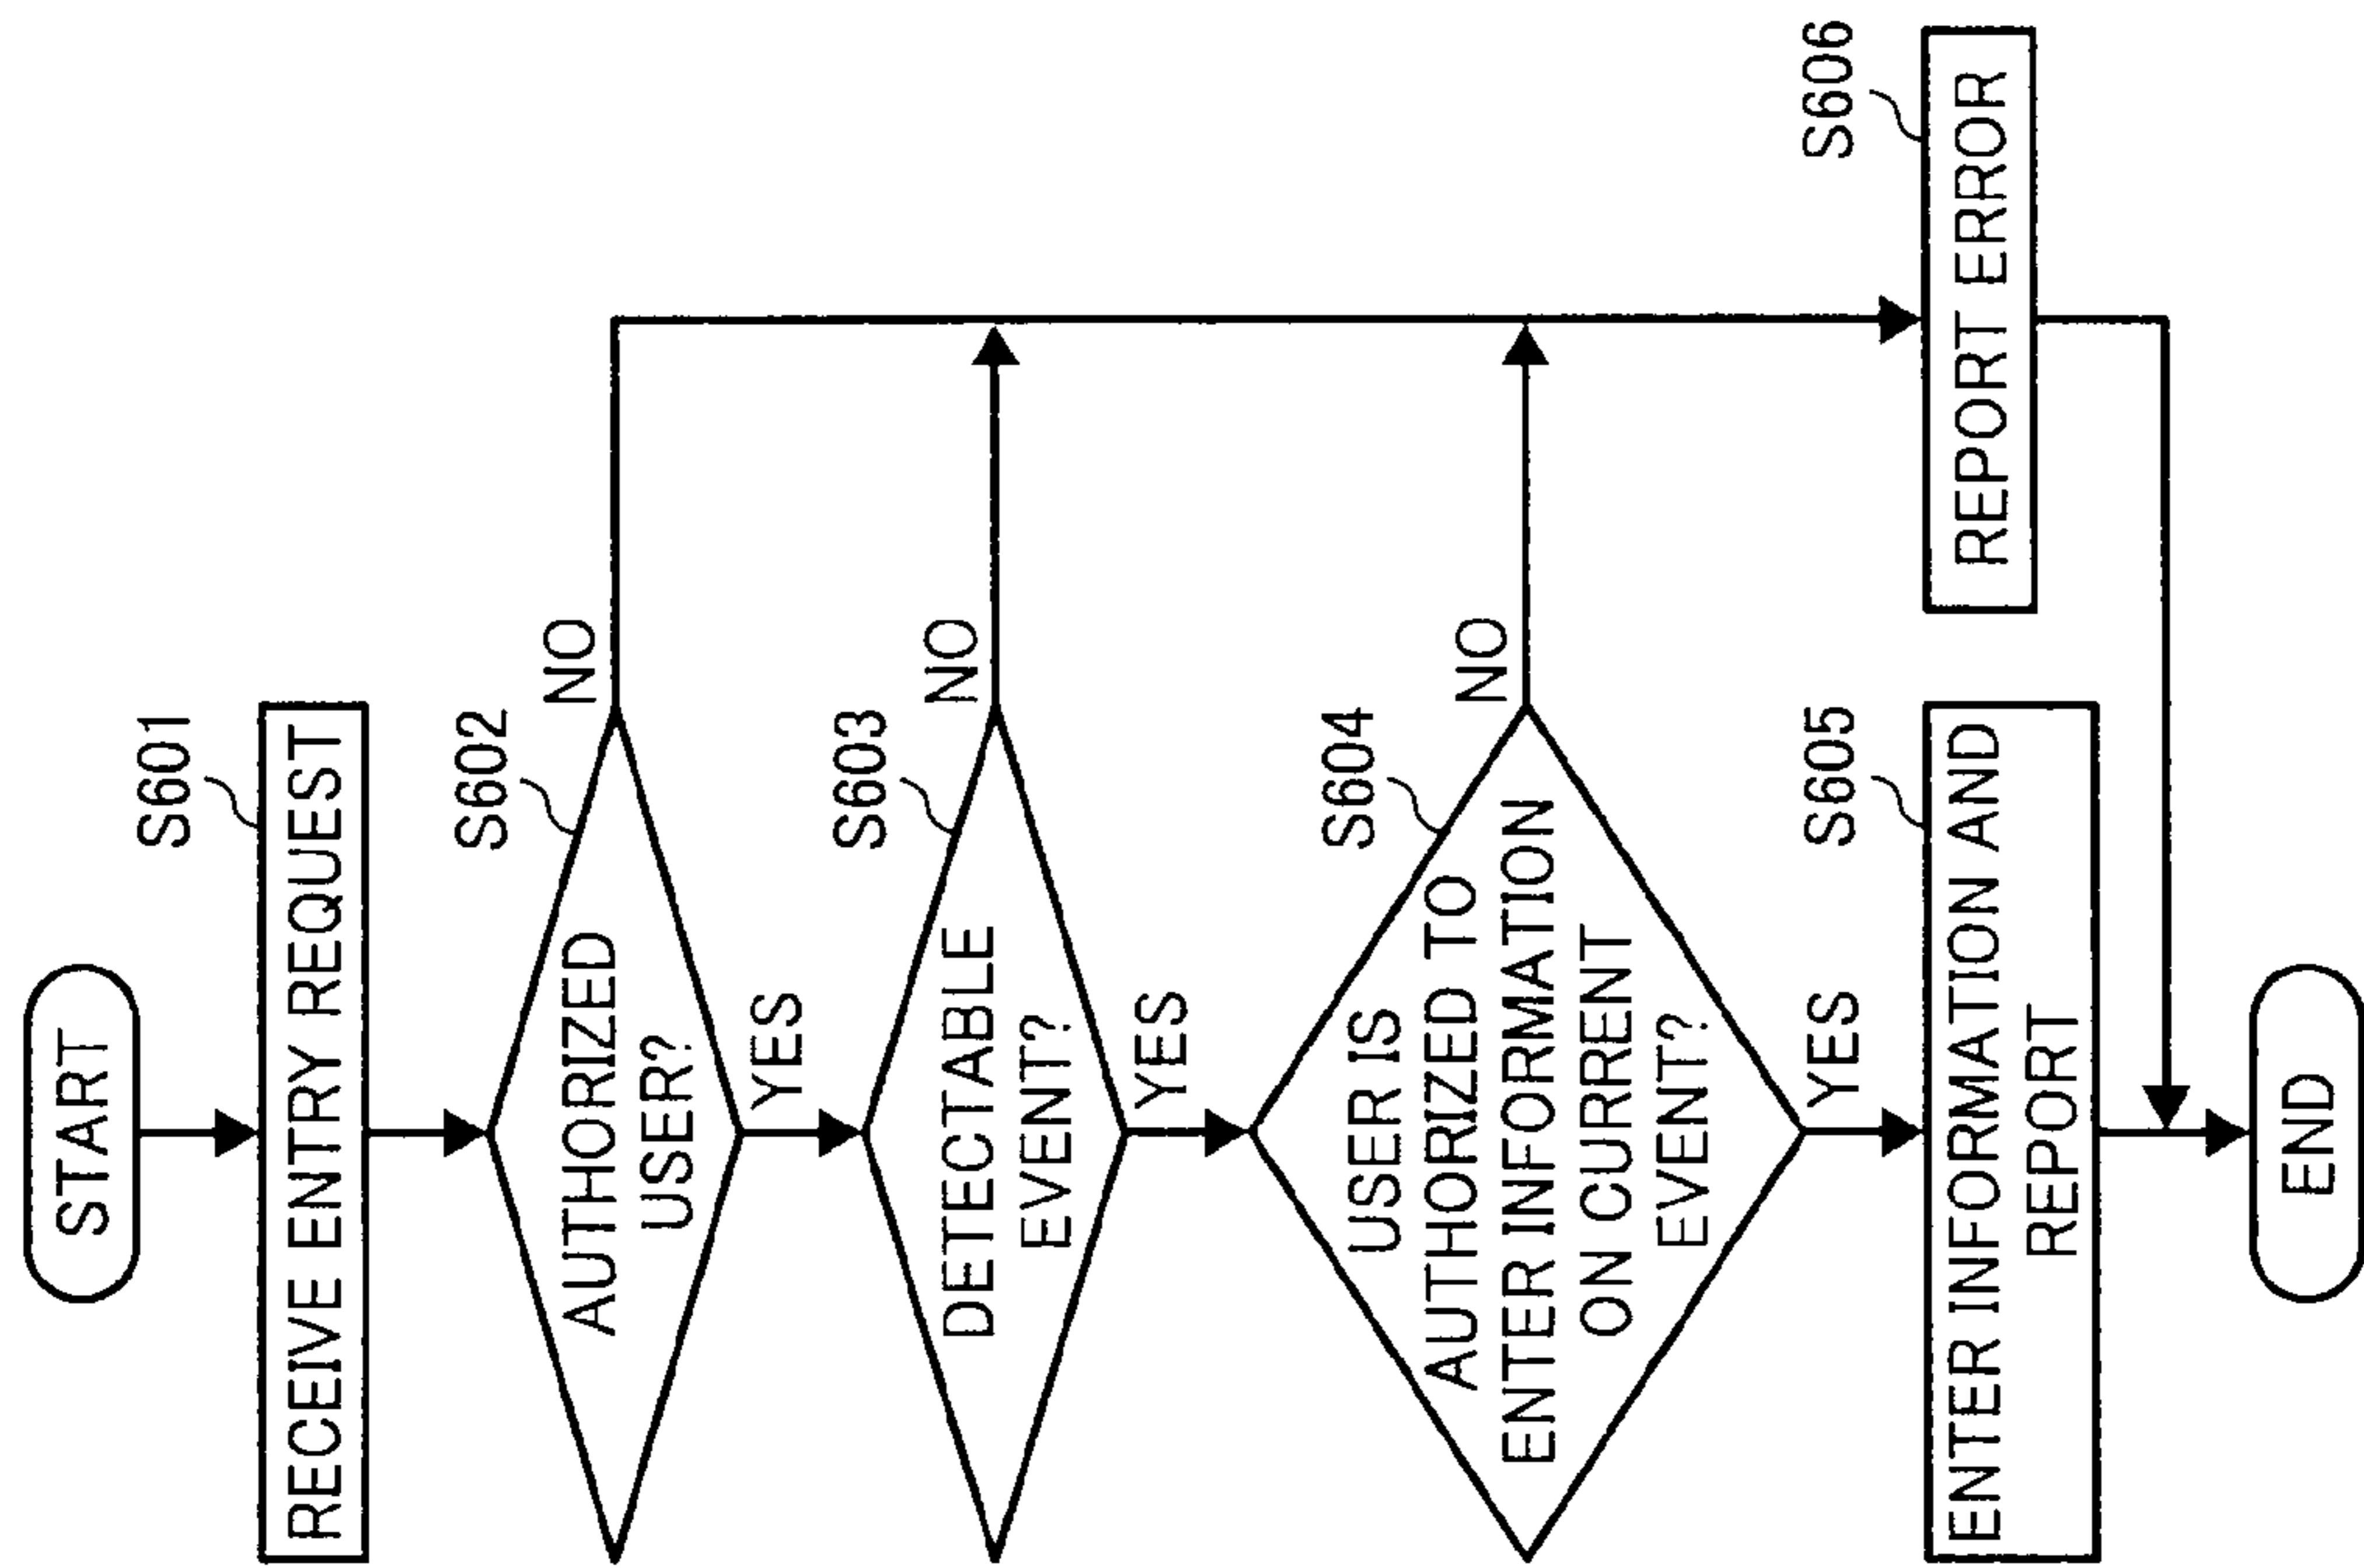 START
S601
RECEIVE ENTRY REQUEST
S602
AUTHORIZED
USER?
NO
YES
S603
DETECTABLE
EVENT?
NO
YES
S604
USER IS
AUTHORIZED TO
ENTER INFORMATION
ON CURRENT
EVENT?
NO
YES
S605
ENTER INFORMATION AND
REPORT
S606
REPORT ERROR
END